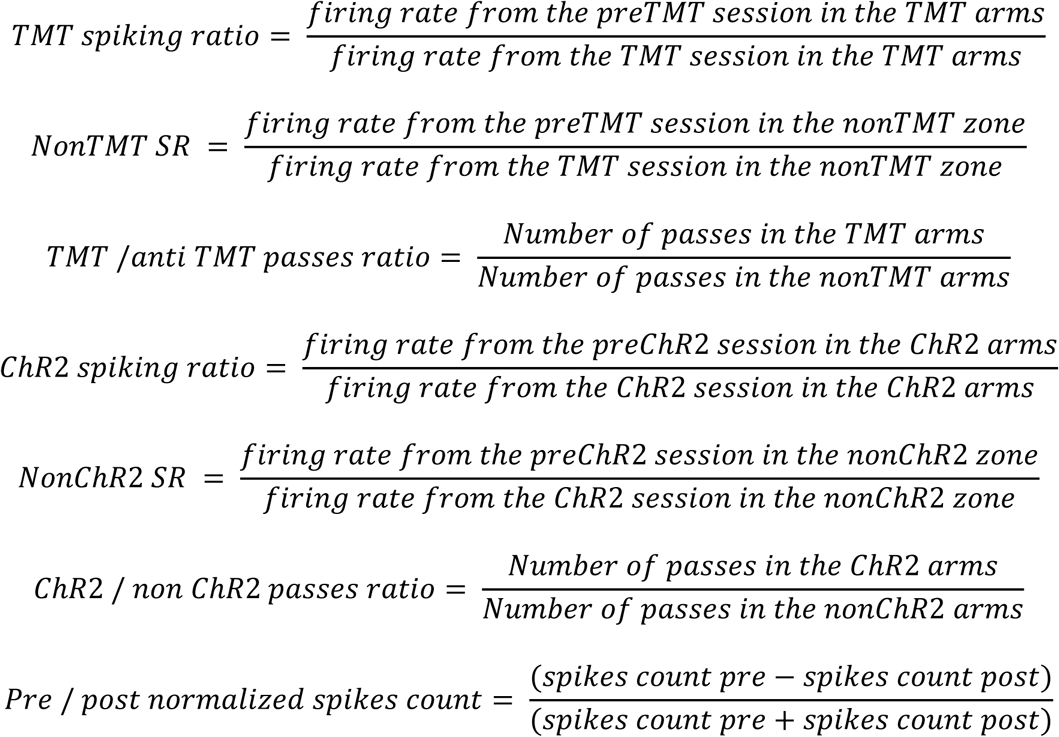 TMT spiking ratio = firing rate from the preTMT session in the TMT arms / firing rate from the TMT session in the TMT arms
NonTMT SR = firing rate from the preTMT session in the nonTMT zone / firing rate from the TMT session in the nonTMT zone
TMT /anti TMT passes ratio = Number of passes in the TMT arms / Number of passes in the nonTMT arms
ChR2 spiking ratio = firing rate from the preChR2 session in the ChR2 arms / firing rate from the ChR2 session in the ChR2 arms
NonChR2 SR = firing rate from the preChR2 session in the nonChR2 zone / firing rate from the ChR2 session in the nonChR2 zone
ChR2 / non ChR2 passes ratio = Number of passes in the ChR2 arms / Number of passes in the nonChR2 arms
Pre / post normalized spikes count = (spikes count pre − spikes count post) / (spikes count pre + spikes count post)